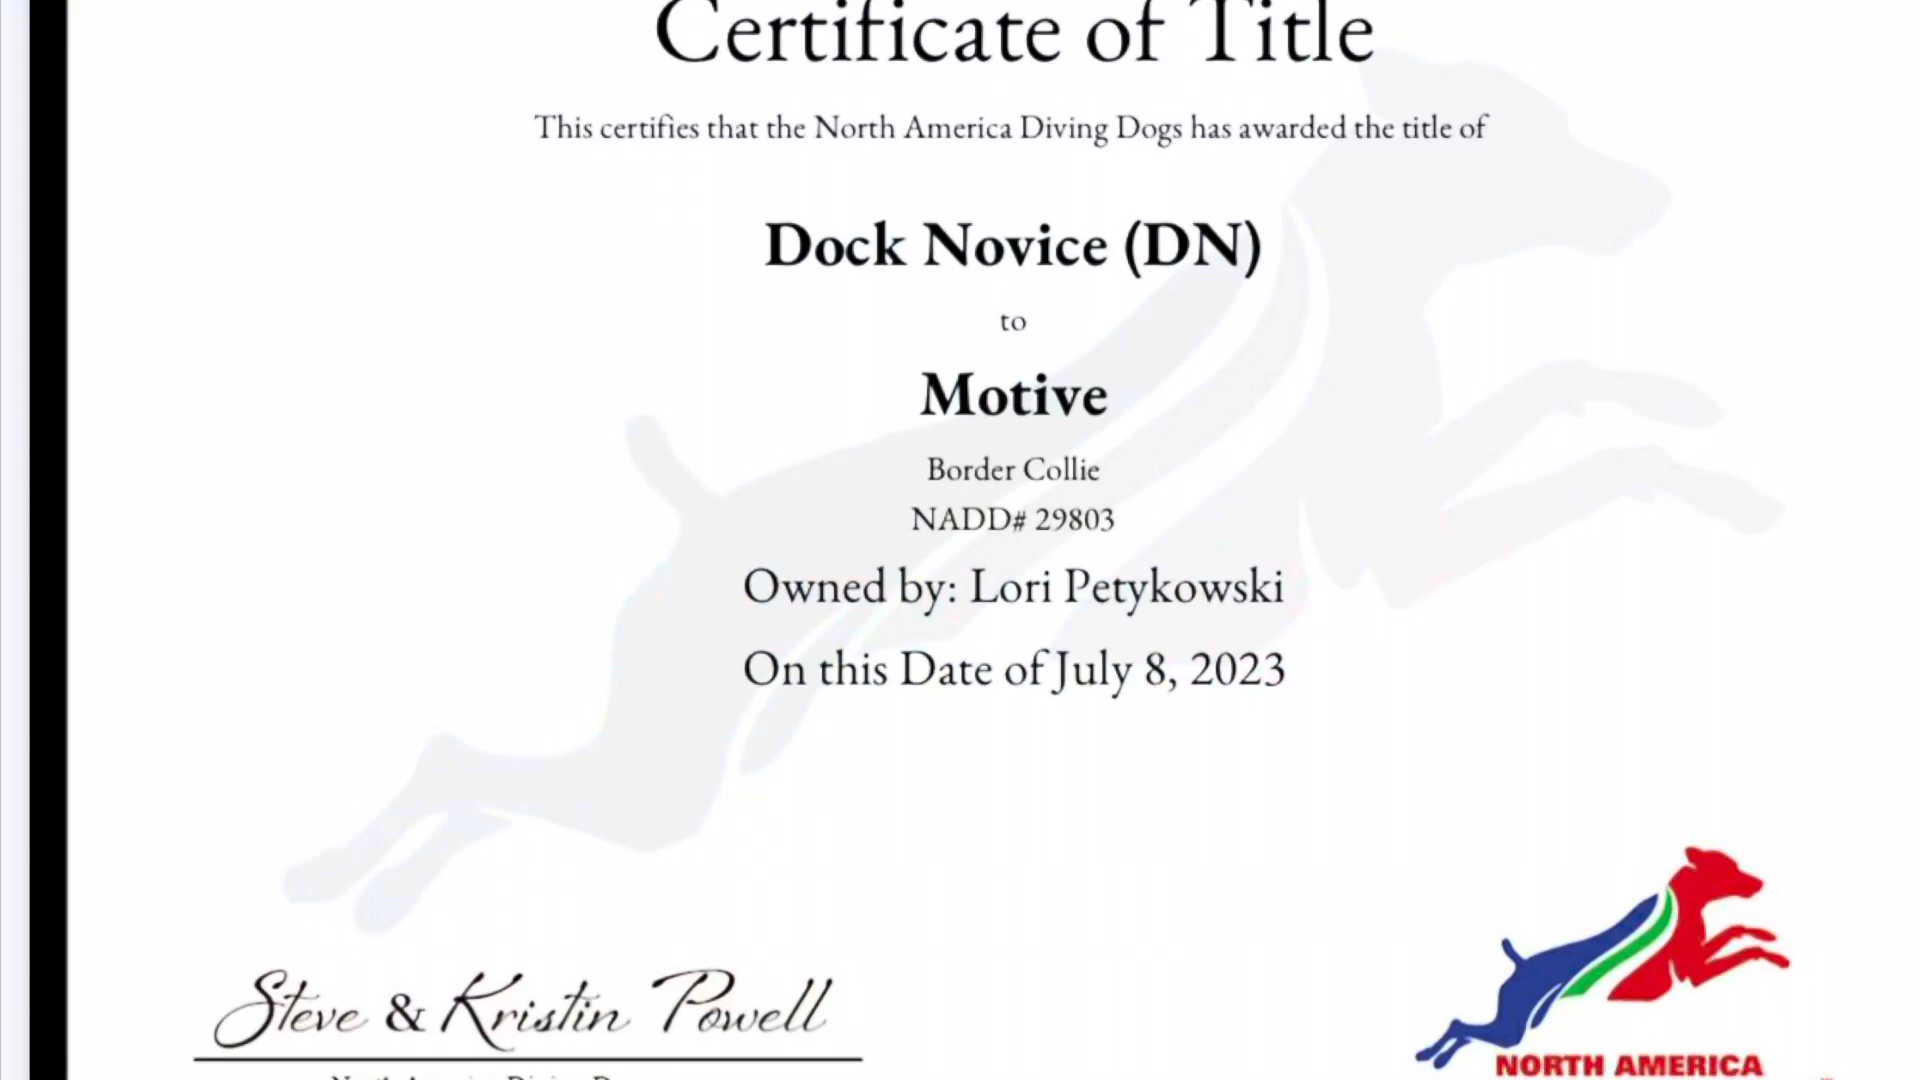 Certificate of Title
This certifies that the North America Diving Dogs has awarded the title of
Dock Novice (DN)
to
Motive
Border Collie
NADD# 29803
Owned by: Lori Petykowski
On this Date of July 8, 2023
Steve & Kristin Powell
NORTH AMERICA